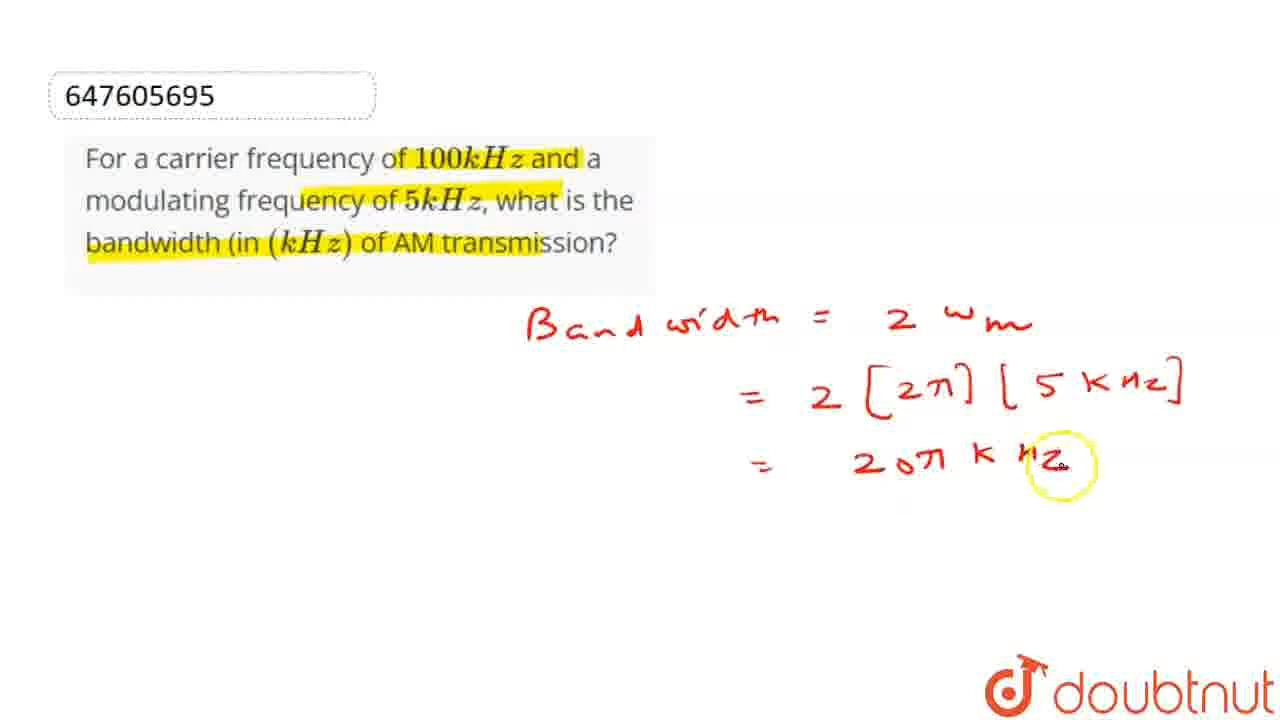 647605695
For a carrier frequency of 100kHz and a
modulating frequency of 5kHz, what is the
bandwidth (in (kHz) of AM transmission?
Bandwidth = 2 ωm
= 2 [2π] [5 KHz]
= 20π K Hz
doubtnut